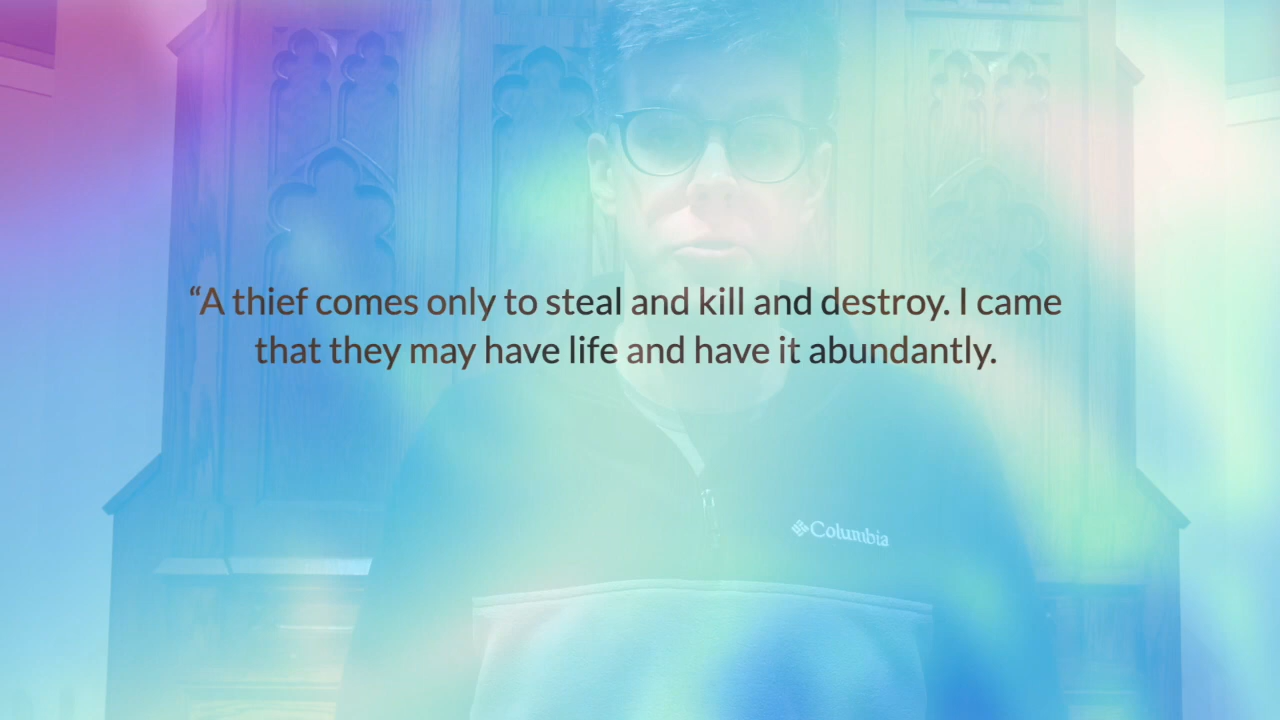 “A thief comes only to steal and kill and destroy. I came
that they may have life and have it abundantly.
Columbia